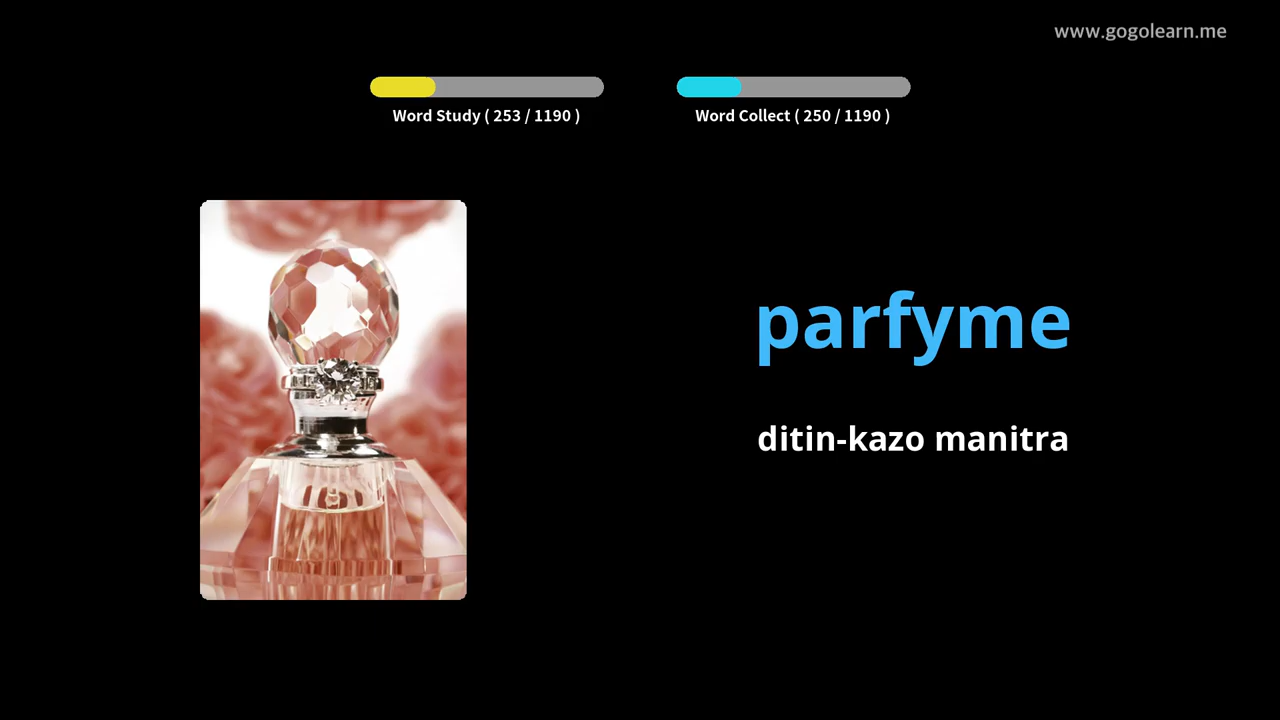 www.gogolearn.me
Word Study ( 253 / 1190 )
Word Collect ( 250 / 1190 )
parfyme
ditin-kazo manitra